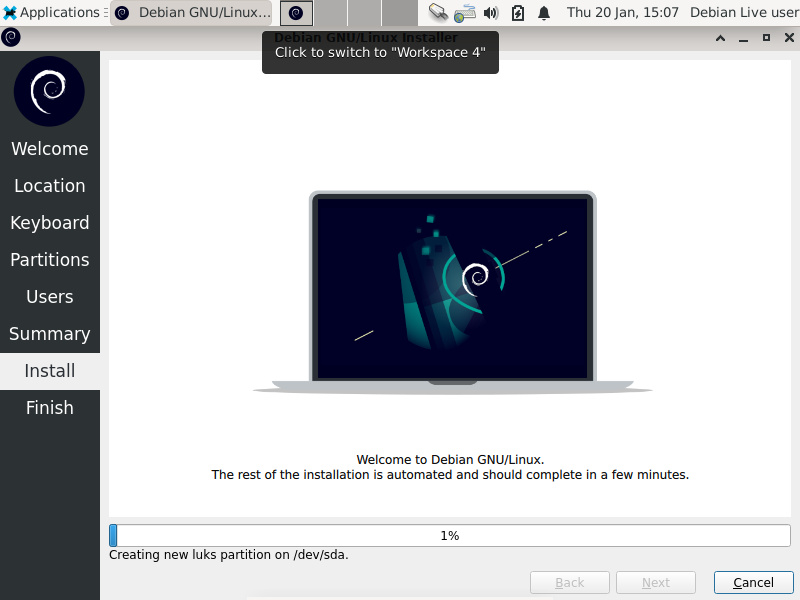 Applications
Debian GNU/Linux...
Thu 20 Jan, 15:07
Debian Live user
Debian GNU/Linux Installer
Click to switch to "Workspace 4"
Welcome
Location
Keyboard
Partitions
Users
Summary
Install
Finish
Welcome to Debian GNU/Linux.
The rest of the installation is automated and should complete in a few minutes.
1%
Creating new luks partition on /dev/sda.
Back
Next
Cancel